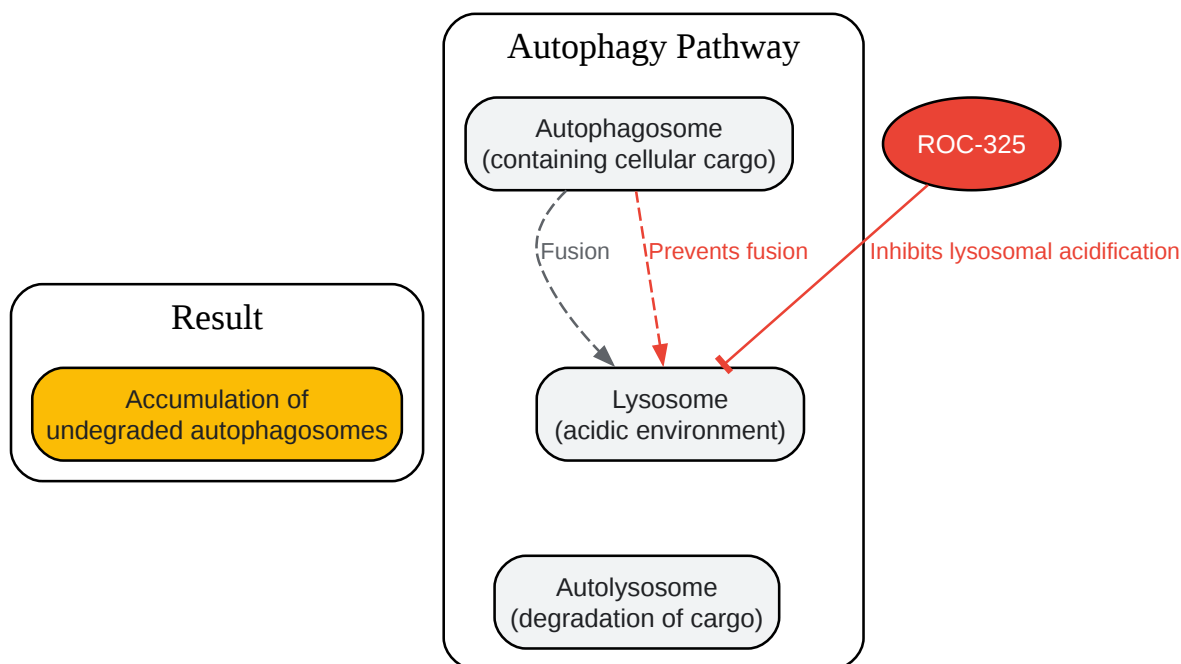 Autophagy Pathway
Autophagosome
(containing cellular cargo)
ROC-325
Fusion
Prevents fusion
Inhibits lysosomal acidification
Result
Accumulation of
undegraded autophagosomes
Lysosome
(acidic environment)
Autolysosome
(degradation of cargo)